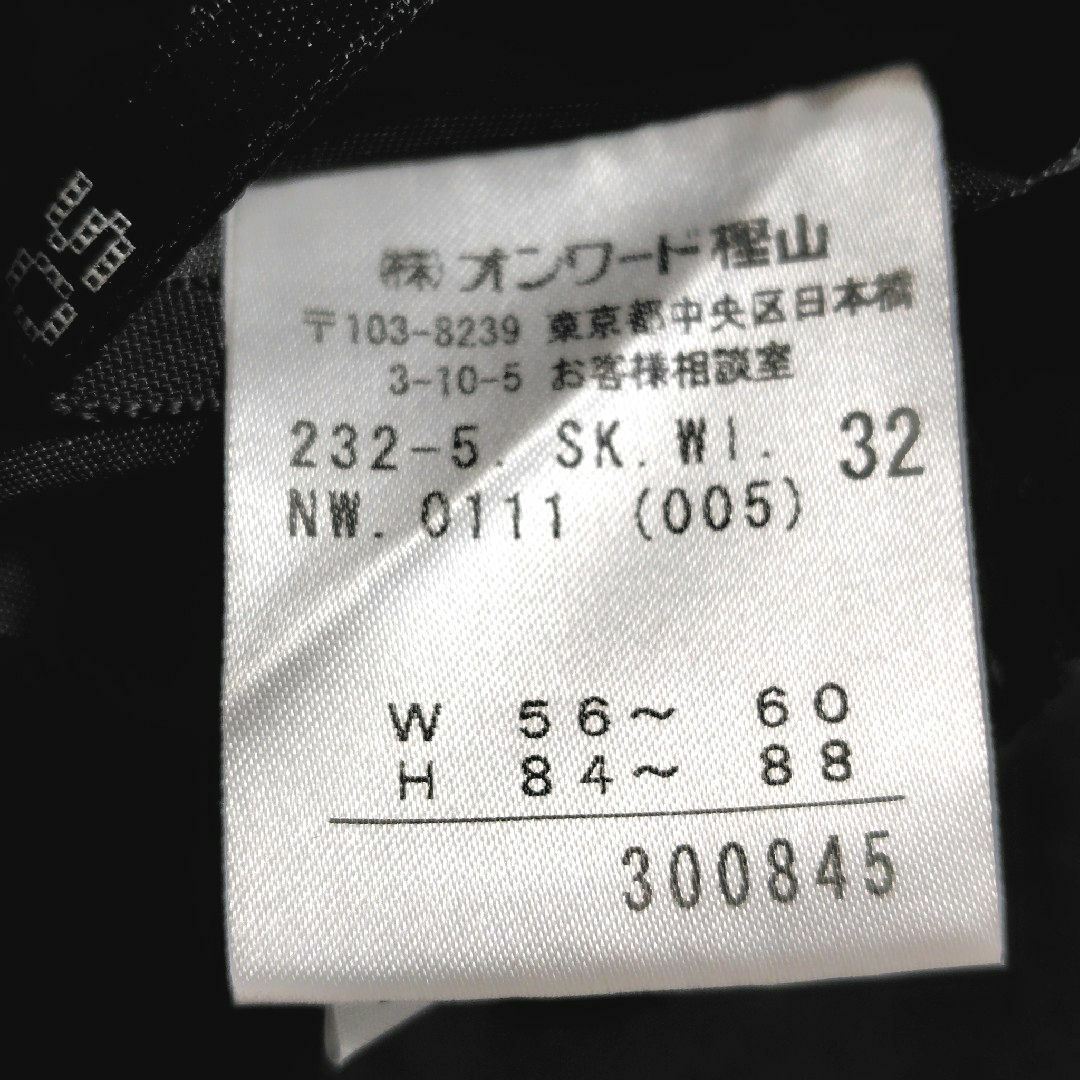 ㈱ オンワード樫山
〒103-8239 東京都中央区日本橋
3-10-5 お客様相談室
232-5. SK.WI. 32
NW. 0111 (005)
W 56～ 60
H 84～ 88
300845